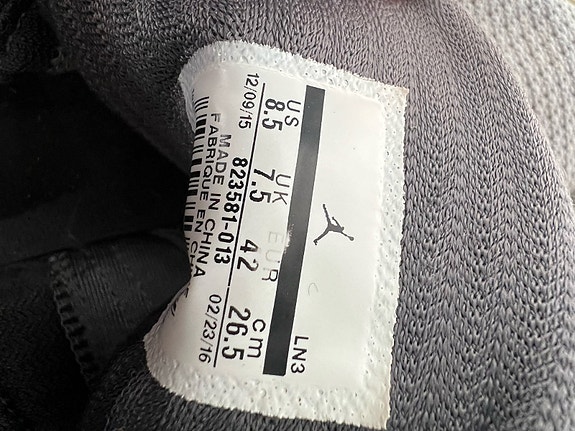 LN3
US UK EUR cm
8.5 7.5 42 26.5
12/09/15 823581-013 02/23/16
MADE IN CHINA
FABRIQUE EN